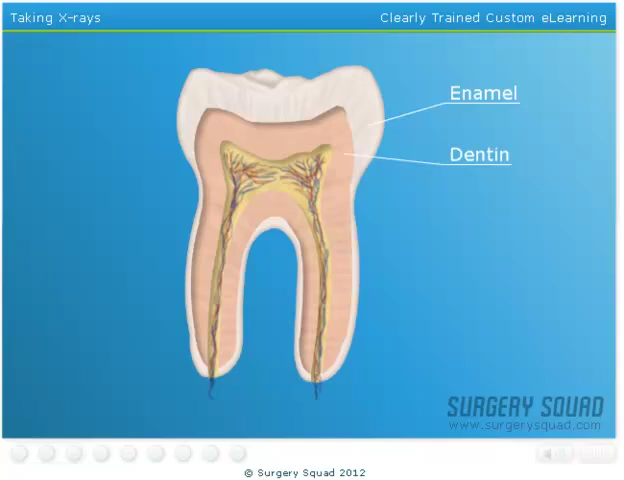 Taking X-rays
Clearly Trained Custom eLearning
Enamel
Dentin
SURGERY SQUAD
www.surgerysquad.com
© Surgery Squad 2012